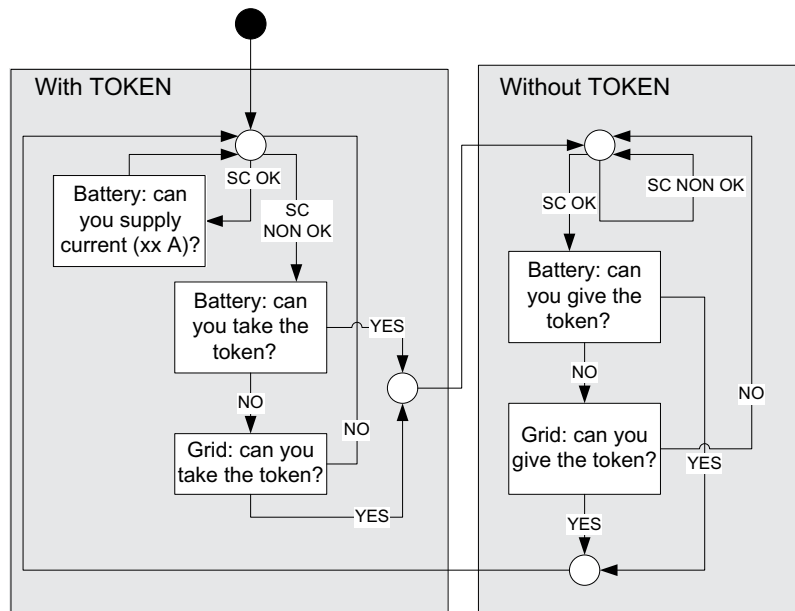 With TOKEN
SC OK
Battery: can
you supply
current (xx A)?
SC
NON OK
Battery: can
you take the
token?
YES
NO
NO
Grid: can you
take the token?
YES
Without TOKEN
SC NON OK
SC OK
Battery: can
you give the
token?
NO
NO
Grid: can you
give the token?
YES
YES